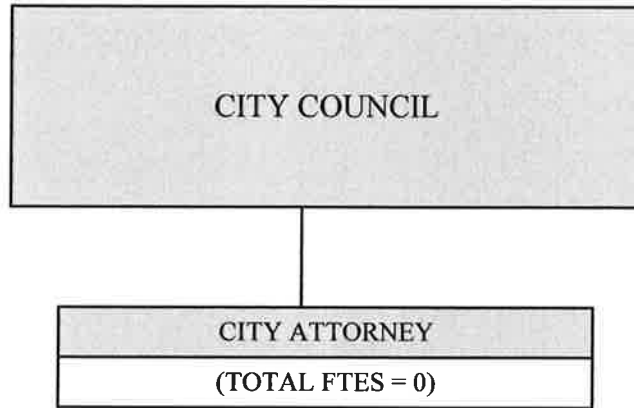 CITY COUNCIL
CITY ATTORNEY
(TOTAL FTES = 0)